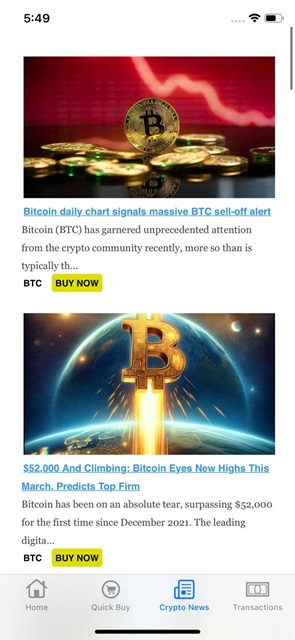 5:49
Bitcoin daily chart signals massive BTC sell-off alert
Bitcoin (BTC) has garnered unprecedented attention
from the crypto community recently, more so than is
typically th...
BTC BUY NOW
$52,000 And Climbing: Bitcoin Eyes New Highs This
March, Predicts Top Firm
Bitcoin has been on an absolute tear, surpassing $52,000
for the first time since December 2021. The leading
digita...
BTC BUY NOW
Home Quick Buy Crypto News Transactions